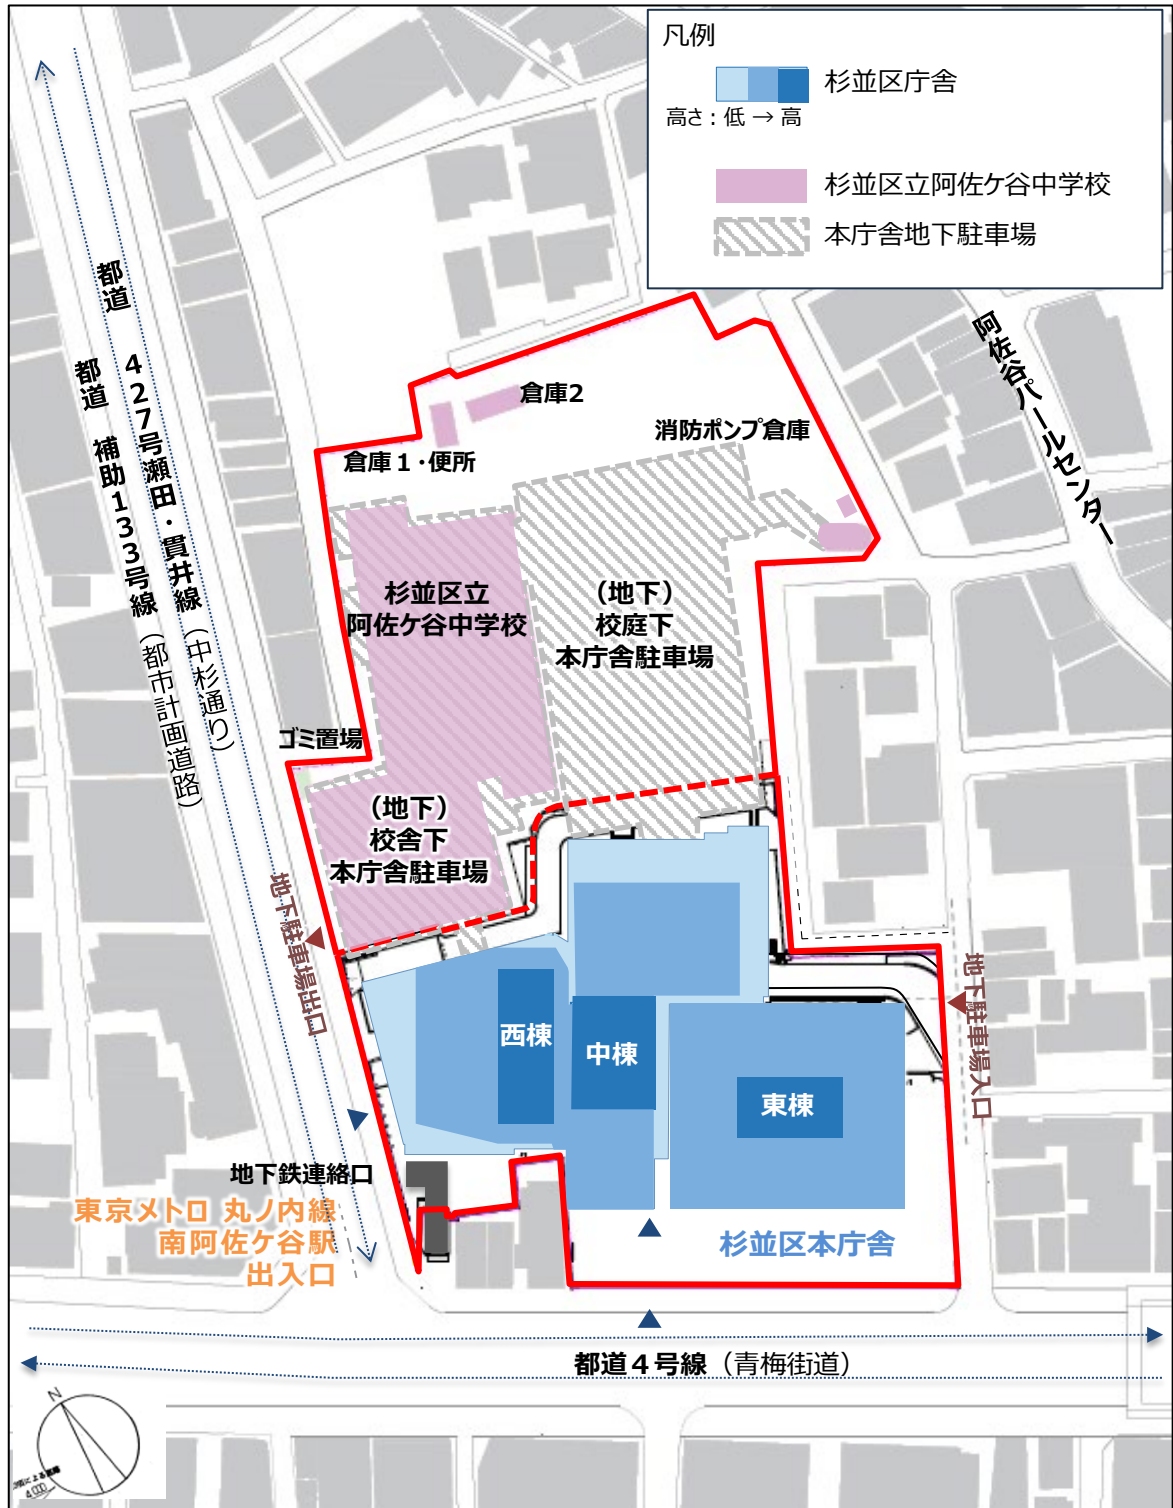 凡例
杉並区庁舎
高さ：低 → 高
杉並区立阿佐ケ谷中学校
本庁舎地下駐車場
都道 427号瀬田・貫井線（中杉通り）
都道 補助133号線（都市計画道路）
阿佐谷パールセンター
倉庫2
倉庫１・便所
消防ポンプ倉庫
杉並区立
阿佐ケ谷中学校
（地下）
校庭下
本庁舎駐車場
ゴミ置場
（地下）
校舎下
本庁舎駐車場
地下駐車場出口
地下駐車場入口
西棟
中棟
東棟
地下鉄連絡口
東京メトロ 丸ノ内線
南阿佐ケ谷駅
出入口
杉並区本庁舎
都道４号線（青梅街道）
N